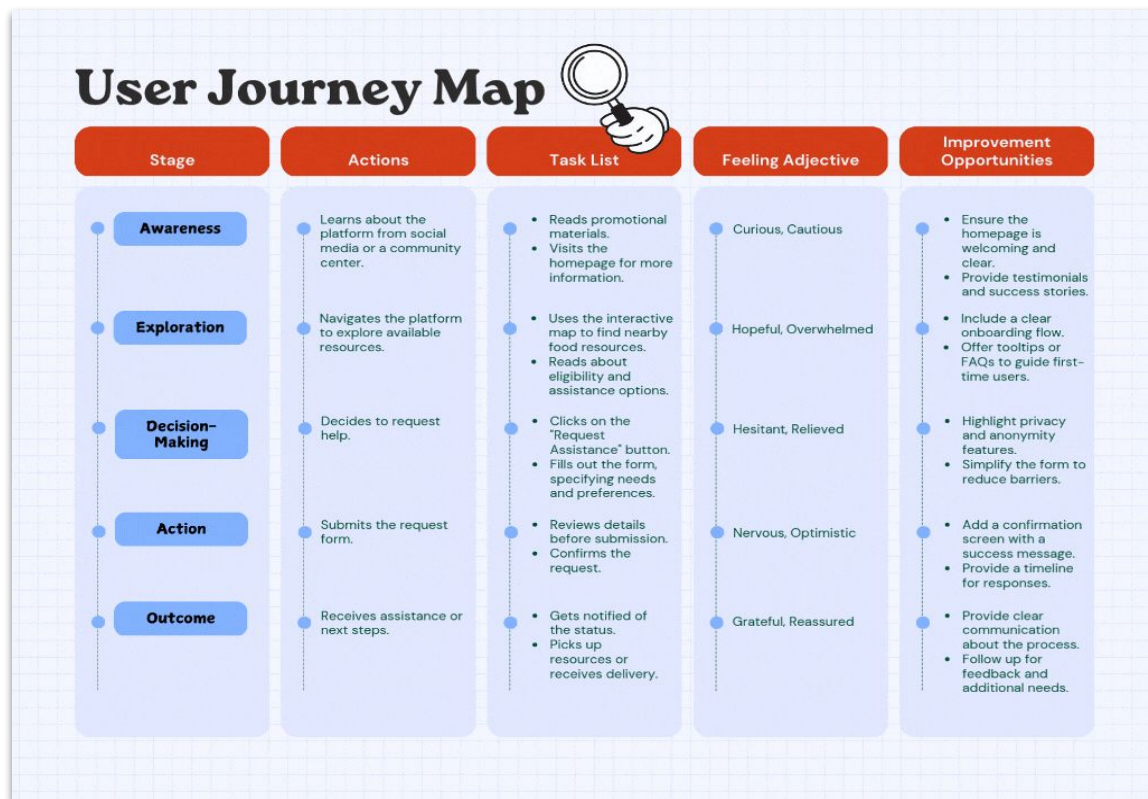 User Journey Map
Stage
Actions
Task List
Feeling Adjective
Improvement
Opportunities
Awareness
Learns about the
platform from social
media or a community
center.
• Reads promotional
materials.
• Visits the
homepage for more
information.
Curious, Cautious
• Ensure the
homepage is
welcoming and
clear.
• Provide testimonials
and success stories.
Exploration
Navigates the platform
to explore available
resources.
• Uses the interactive
map to find nearby
food resources.
• Reads about
eligibility and
assistance options.
Hopeful, Overwhelmed
• Include a clear
onboarding flow.
• Offer tooltips or
FAQs to guide first-
time users.
Decision-
Making
Decides to request
help.
• Clicks on the
"Request
Assistance" button.
• Fills out the form,
specifying needs
and preferences.
Hesitant, Relieved
• Highlight privacy
and anonymity
features.
• Simplify the form to
reduce barriers.
Action
Submits the request
form.
• Reviews details
before submission.
• Confirms the
request.
Nervous, Optimistic
• Add a confirmation
screen with a
success message.
• Provide a timeline
for responses.
Outcome
Receives assistance or
next steps.
• Gets notified of
the status.
• Picks up
resources or
receives delivery.
Grateful, Reassured
• Provide clear
communication
about the process.
• Follow up for
feedback and
additional needs.